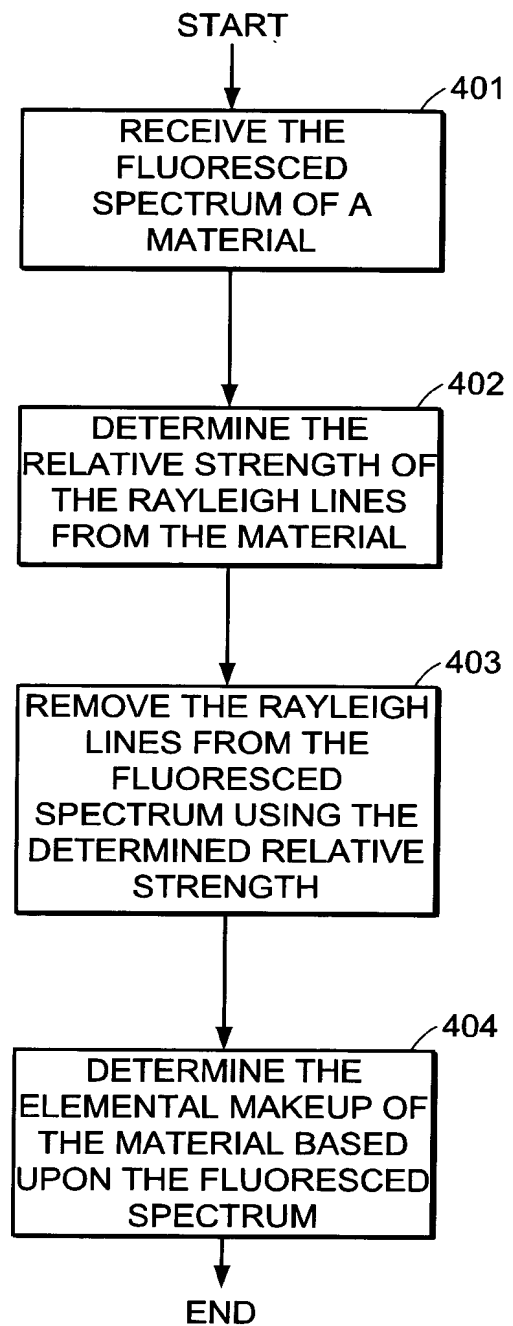 START
401
RECEIVE THE
FLUORESCED
SPECTRUM OF A
MATERIAL
402
DETERMINE THE
RELATIVE STRENGTH OF
THE RAYLEIGH LINES
FROM THE MATERIAL
403
REMOVE THE RAYLEIGH
LINES FROM THE
FLUORESCED
SPECTRUM USING THE
DETERMINED RELATIVE
STRENGTH
404
DETERMINE THE
ELEMENTAL MAKEUP OF
THE MATERIAL BASED
UPON THE FLUORESCED
SPECTRUM
END